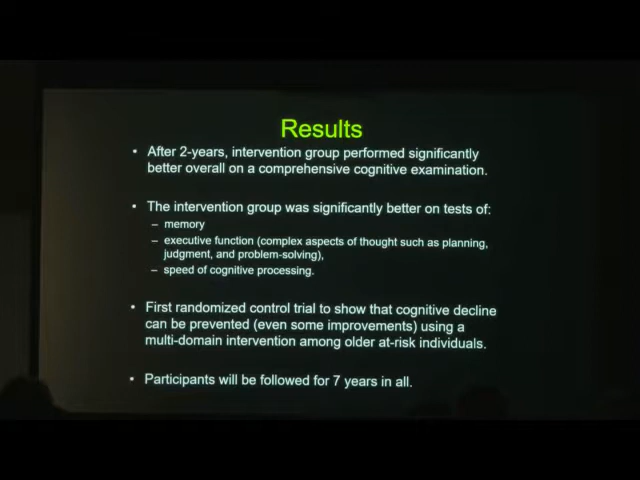 Results
• After 2-years, intervention group performed significantly
better overall on a comprehensive cognitive examination.
• The intervention group was significantly better on tests of:
– memory
– executive function (complex aspects of thought such as planning,
judgment, and problem-solving),
– speed of cognitive processing.
• First randomized control trial to show that cognitive decline
can be prevented (even some improvements) using a
multi-domain intervention among older at-risk individuals.
• Participants will be followed for 7 years in all.